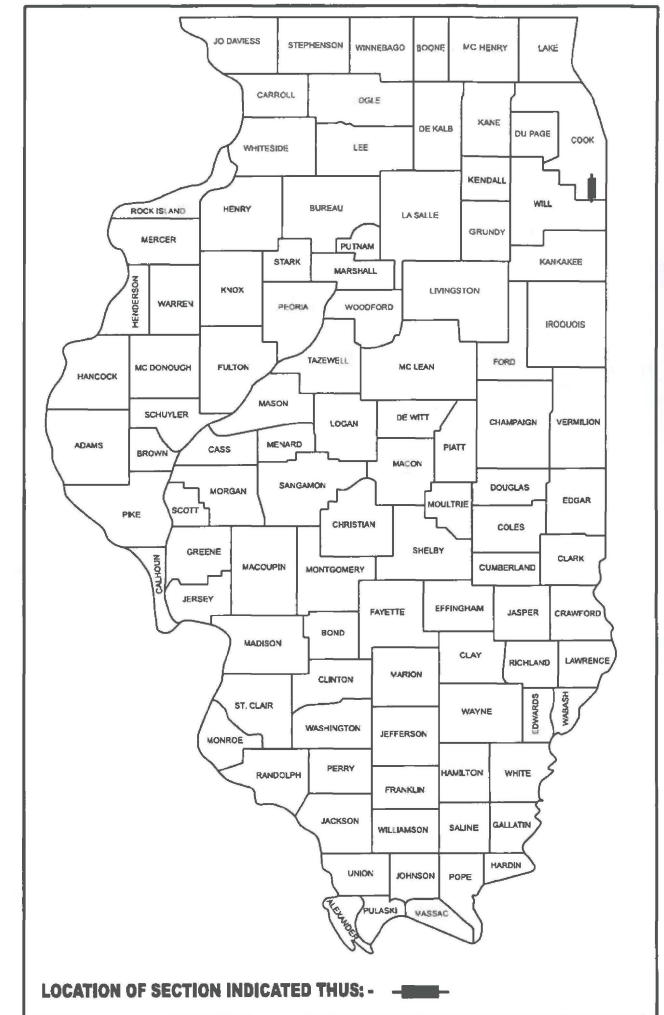 JO DAVIESS STEPHENSON WINNEBAGO BOONE MC HENRY LAKE
CARROLL OGLE DE KALB KANE DU PAGE COOK
WHITESIDE LEE
ROCK ISLAND HENRY BUREAU LA SALLE KENDALL WILL
MERCER PUTNAM GRUNDY
STARK MARSHALL KANKAKEE
HENDERSON WARREN KNOX PEORIA WOODFORD LIVINGSTON IROQUOIS
HANCOCK MC DONOUGH FULTON TAZEWELL MC LEAN FORD
SCHUYLER MASON LOGAN DE WITT CHAMPAIGN VERMILION
ADAMS BROWN CASS MENARD PIATT
MACON
MORGAN SANGAMON DOUGLAS
PIKE SCOTT CHRISTIAN MOULTRIE COLES EDGAR
GREENE SHELBY
CALHOUN MACOUPIN MONTGOMERY CUMBERLAND CLARK
JERSEY FAYETTE EFFINGHAM JASPER CRAWFORD
MADISON BOND
CLAY RICHLAND LAWRENCE
CLINTON MARION
ST. CLAIR WAYNE EDWARDS WABASH
WASHINGTON JEFFERSON
MONROE
RANDOLPH PERRY HAMILTON WHITE
FRANKLIN
JACKSON WILLIAMSON SALINE GALLATIN
UNION JOHNSON POPE HARDIN
ALEXANDER PULASKI MASSAC
LOCATION OF SECTION INDICATED THUS: -